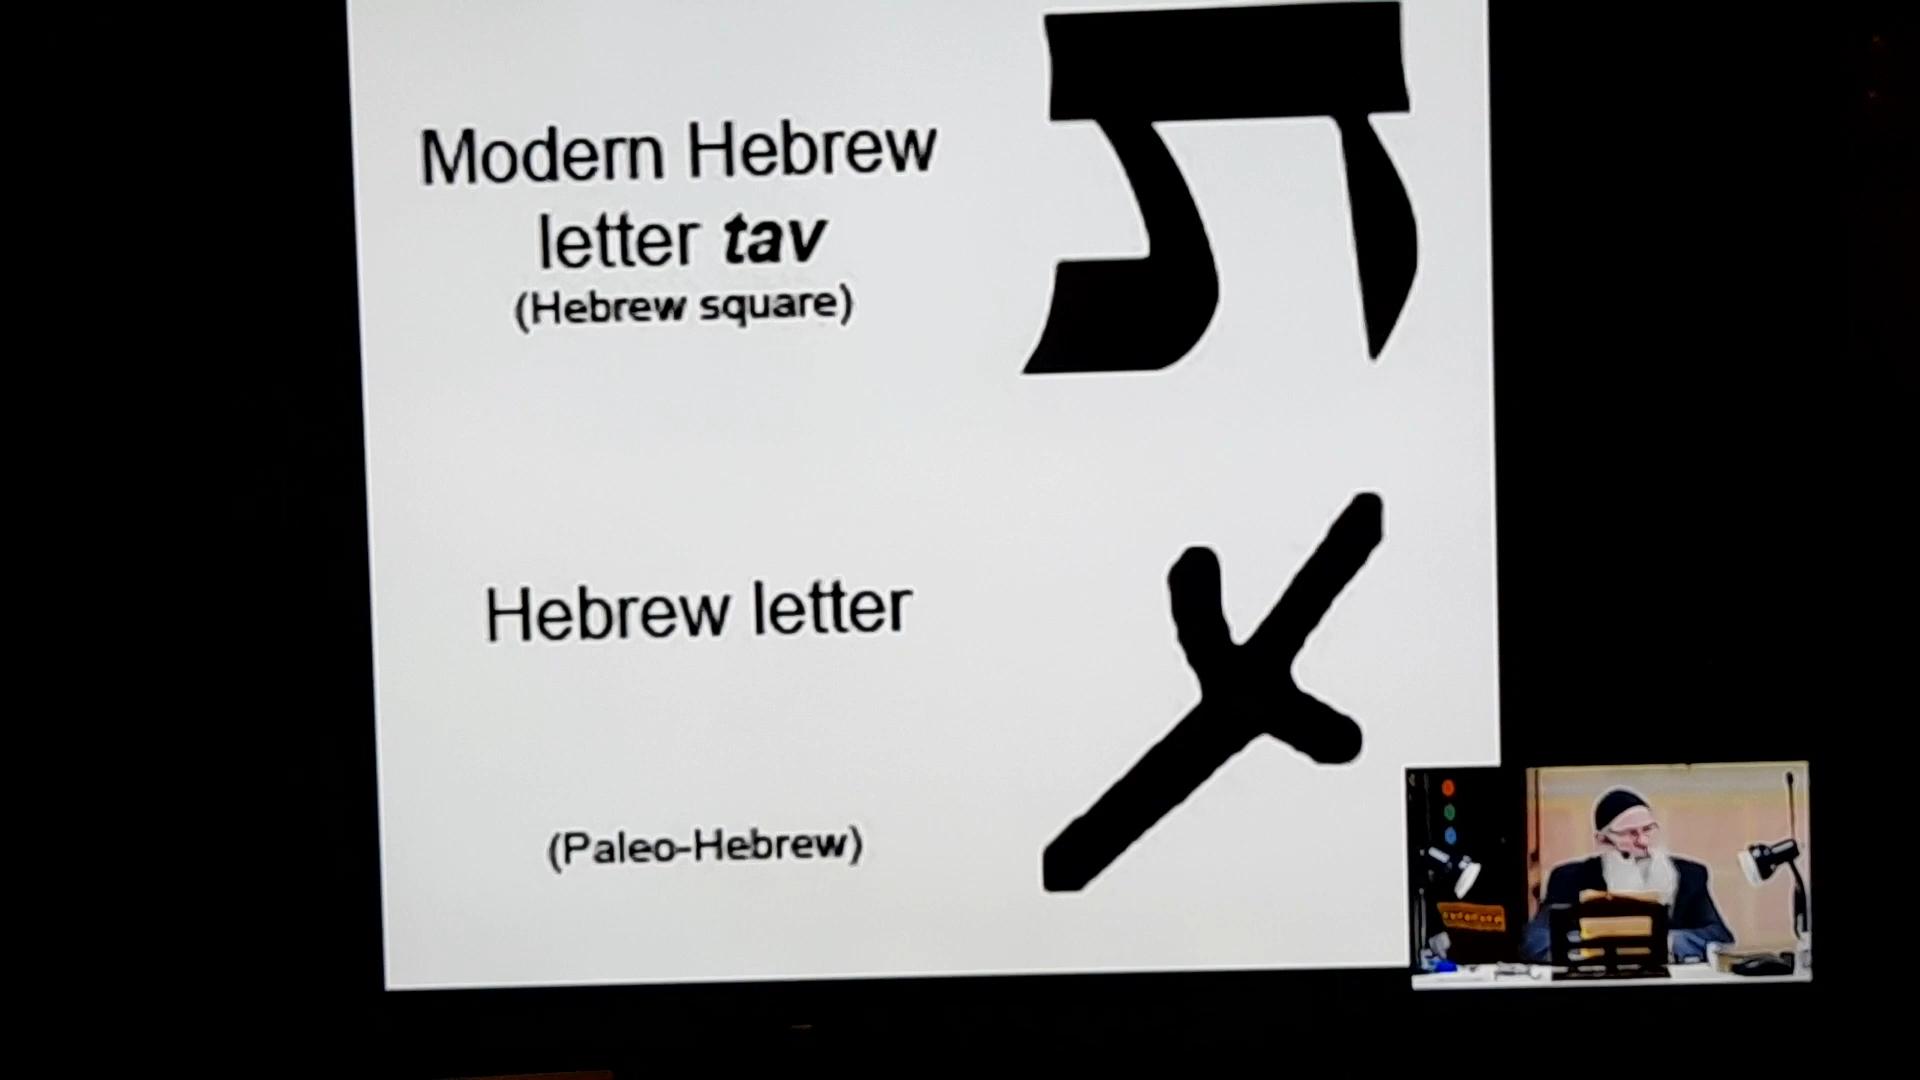 Modern Hebrew
letter tav
(Hebrew square)
ת
Hebrew letter
𐤕
(Paleo-Hebrew)